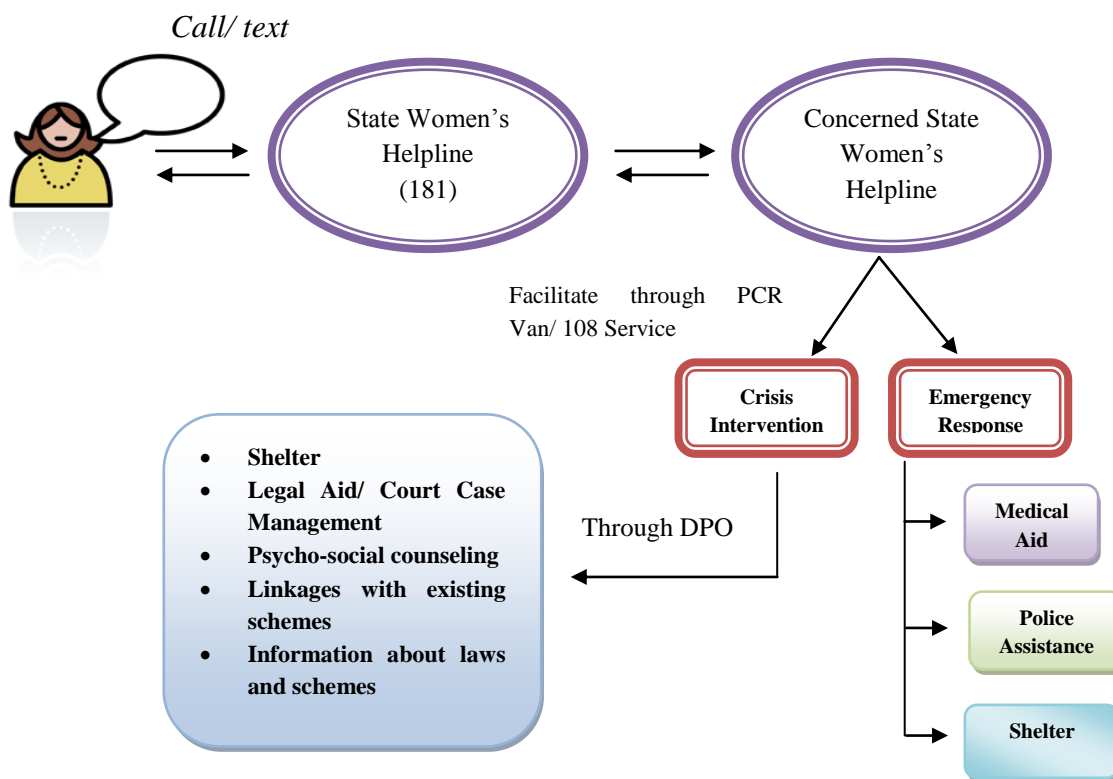 Call/ text
State Women’s
Helpline
(181)
Concerned State
Women’s
Helpline
Facilitate through PCR
Van/ 108 Service
Crisis
Intervention
Emergency
Response
• Shelter
• Legal Aid/ Court Case
Management
• Psycho-social counseling
• Linkages with existing
schemes
• Information about laws
and schemes
Through DPO
Medical
Aid
Police
Assistance
Shelter